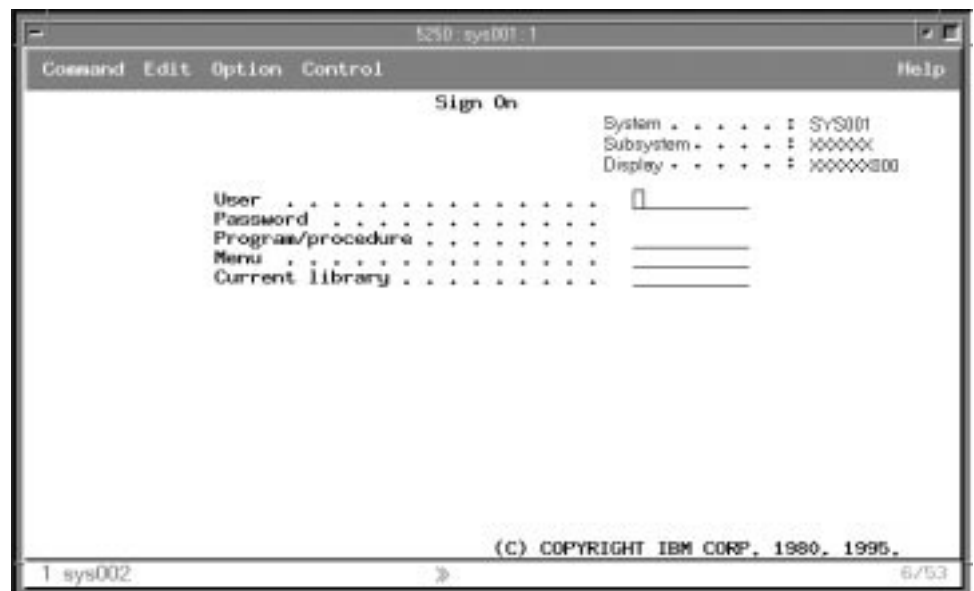 5250 : sys001 : 1
Command Edit Option Control Help
Sign On
System . . . . . : SYS001
Subsystem . . . . : XXXXXX
Display . . . . . : XXXXXX800
User . . . . . . . . . . . . . .
Password . . . . . . . . . . . .
Program/procedure . . . . . . . .
Menu . . . . . . . . . . . . . .
Current library . . . . . . . . .
(C) COPYRIGHT IBM CORP. 1980, 1995.
1 sys002 » 6/53